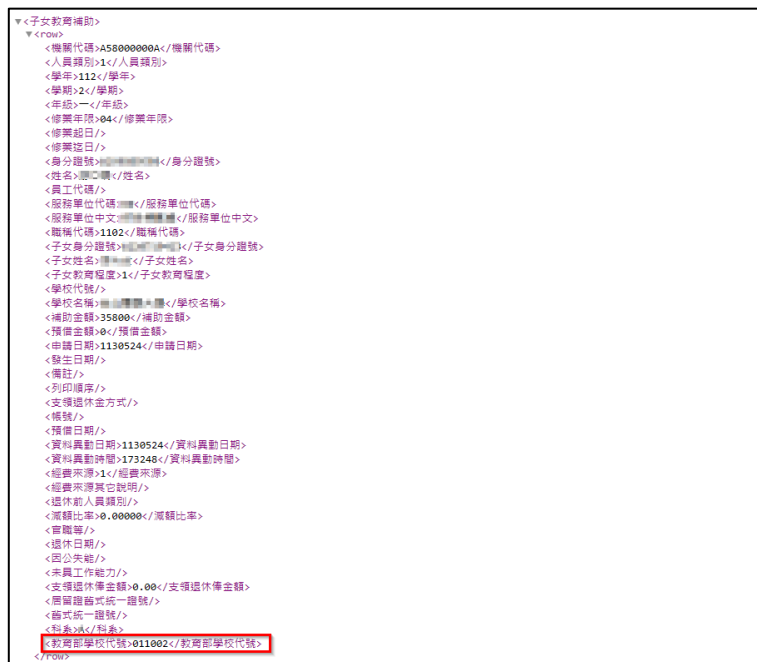 ▼<子女教育補助>
▼<row>
<機關代碼>A58000000A</機關代碼>
<人員類別>1</人員類別>
<學年>112</學年>
<學期>2</學期>
<年級>一</年級>
<修業年限>04</修業年限>
<修業起日/>
<修業迄日/>
<身分證號></身分證號>
<姓名></姓名>
<員工代碼/>
<服務單位代碼></服務單位代碼>
<服務單位中文></服務單位中文>
<職稱代碼>1102</職稱代碼>
<子女身分證號></子女身分證號>
<子女姓名></子女姓名>
<子女教育程度>1</子女教育程度>
<學校代號/>
<學校名稱></學校名稱>
<補助金額>35800</補助金額>
<預借金額>0</預借金額>
<申請日期>1130524</申請日期>
<發生日期/>
<備註/>
<列印順序/>
<支領退休金方式/>
<帳號/>
<預借日期/>
<資料異動日期>1130524</資料異動日期>
<資料異動時間>173248</資料異動時間>
<經費來源>1</經費來源>
<經費來源其它說明/>
<退休前人員類別/>
<減額比率>0.00000</減額比率>
<官職等/>
<退休日期/>
<因公失能/>
<未具工作能力/>
<支領退休俸金額>0.00</支領退休俸金額>
<居留證舊式統一證號/>
<舊式統一證號/>
<科系></科系>
<教育部學校代號>011002</教育部學校代號>
</row>